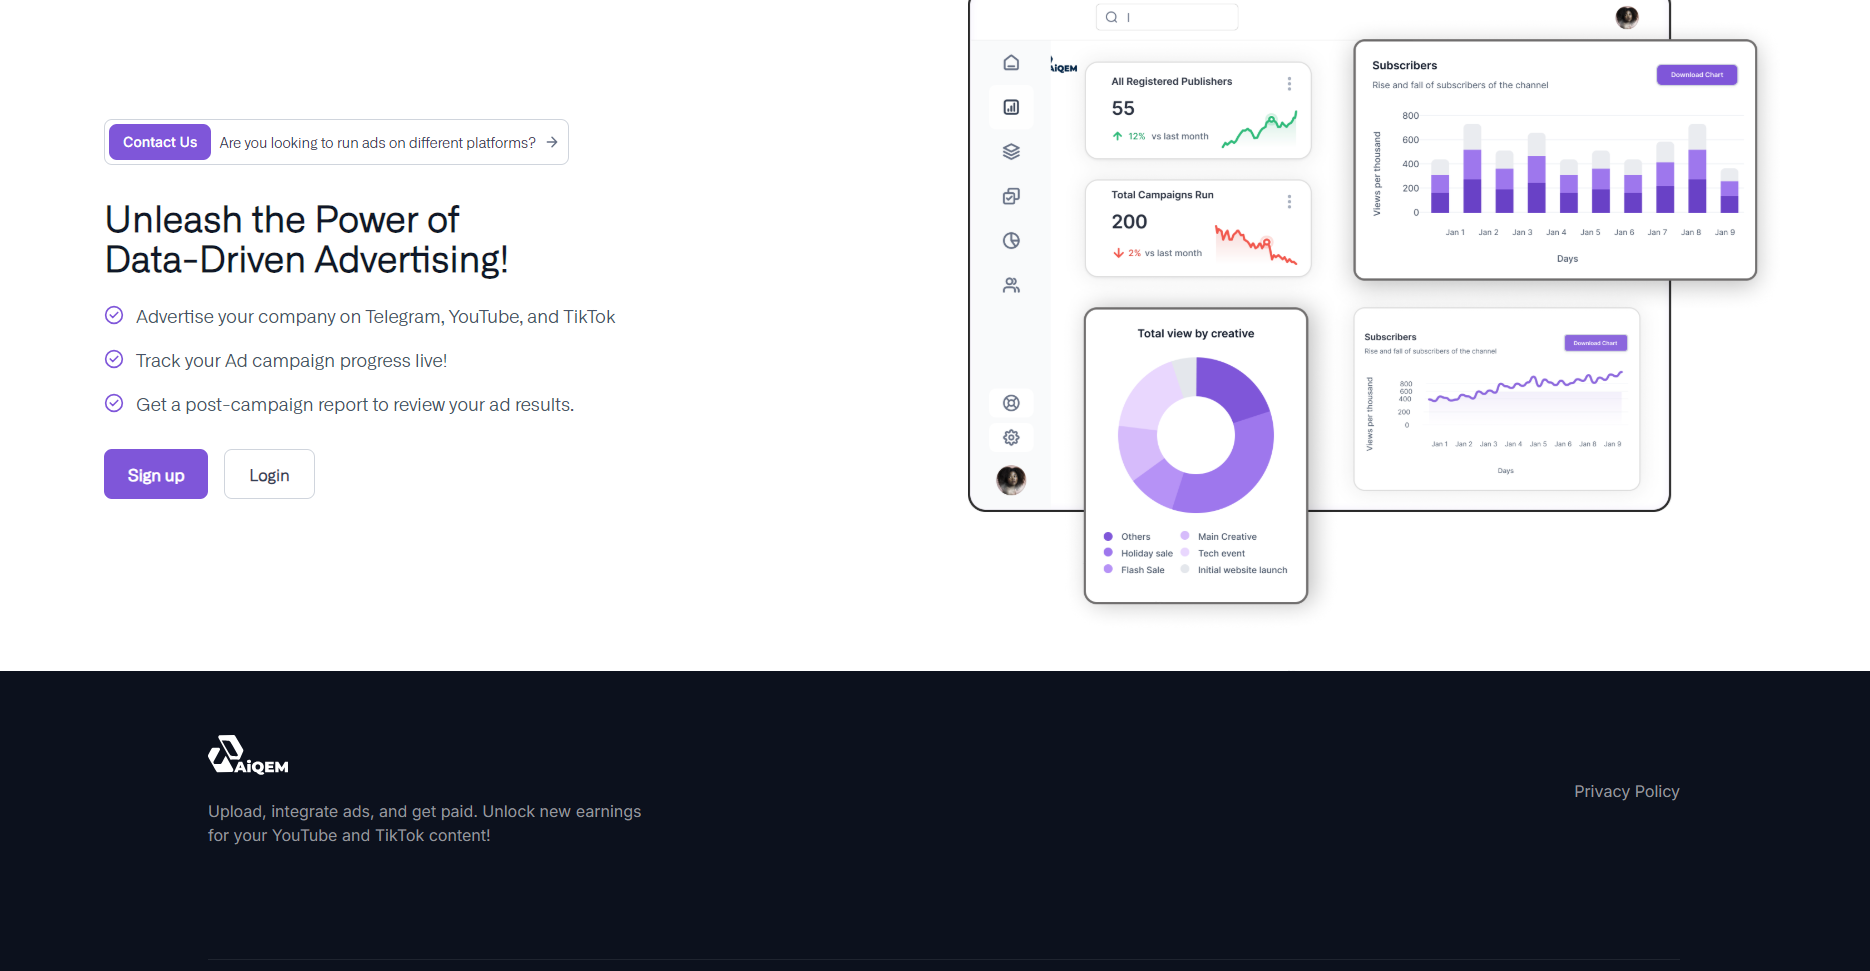 Contact Us
Are you looking to run ads on different platforms?
Unleash the Power of
Data-Driven Advertising!
Advertise your company on Telegram, YouTube, and TikTok
Track your Ad campaign progress live!
Get a post-campaign report to review your ad results.
Sign up
Login
AiQEM
All Registered Publishers
55
12% vs last month
Total Campaigns Run
200
2% vs last month
Subscribers
Rise and fall of subscribers of the channel
Download Chart
Views per thousand
800
600
400
200
0
Jan 1 Jan 2 Jan 3 Jan 4 Jan 5 Jan 6 Jan 7 Jan 8 Jan 9
Days
Total view by creative
Others
Main Creative
Holiday sale
Tech event
Flash Sale
Initial website launch
Subscribers
Rise and fall of subscribers of the channel
Download Chart
Views per thousand
800
600
400
200
0
Jan 1 Jan 2 Jan 3 Jan 4 Jan 5 Jan 6 Jan 8 Jan 9
Days
AiQEM
Upload, integrate ads, and get paid. Unlock new earnings
for your YouTube and TikTok content!
Privacy Policy